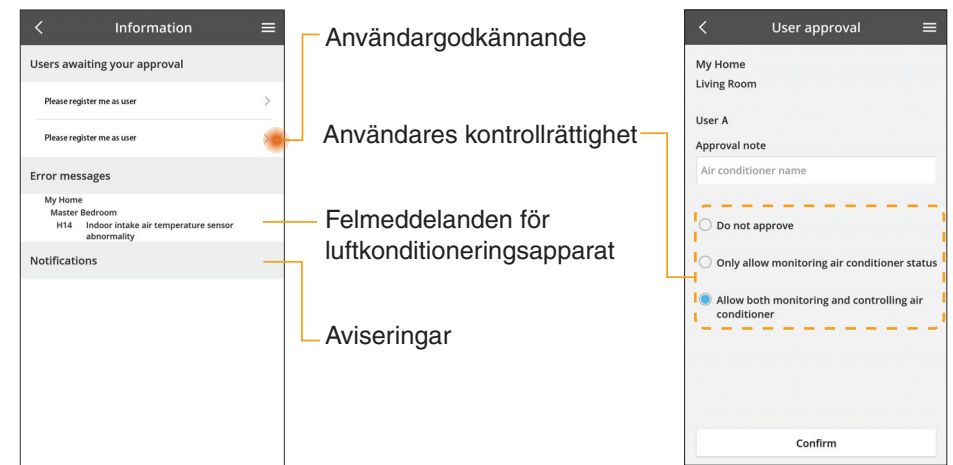 Information
Users awaiting your approval
Please register me as user
Please register me as user
Error messages
My Home
Master Bedroom
H14 Indoor intake air temperature sensor
abnormality
Notifications
Användargodkännande
Användares kontrollrättighet
Felmeddelanden för
luftkonditioneringsapparat
Aviseringar
User approval
My Home
Living Room
User A
Approval note
Air conditioner name
Do not approve
Only allow monitoring air conditioner status
Allow both monitoring and controlling air
conditioner
Confirm